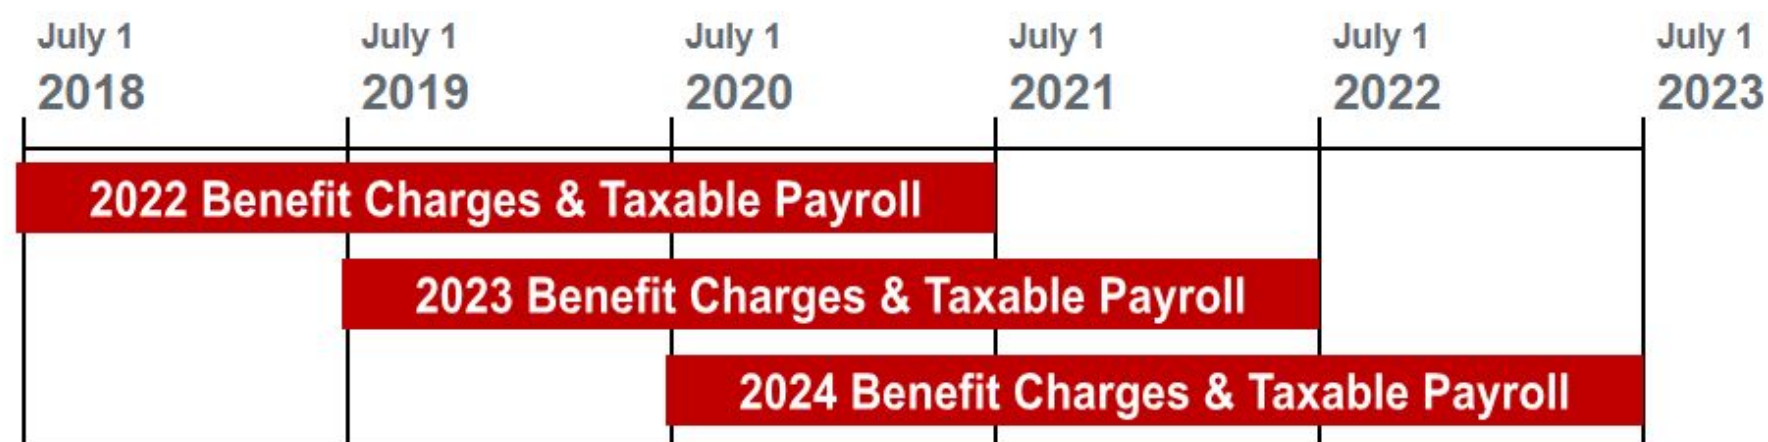 July 1 July 1 July 1 July 1 July 1 July 1
2018 2019 2020 2021 2022 2023
2022 Benefit Charges & Taxable Payroll
2023 Benefit Charges & Taxable Payroll
2024 Benefit Charges & Taxable Payroll